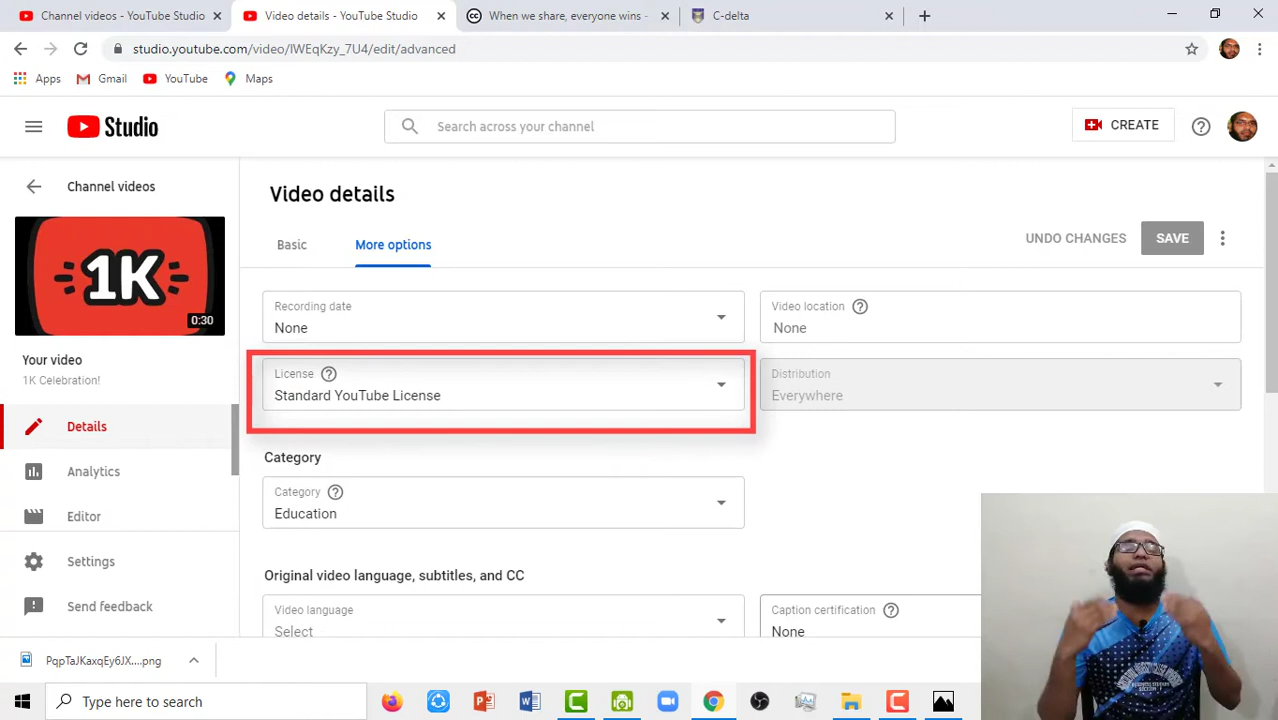 Channel videos - YouTube Studio
Video details - YouTube Studio
When we share, everyone wins -
C-delta
studio.youtube.com/video/IWEqKzy_7U4/edit/advanced
Apps
Gmail
YouTube
Maps
Studio
Search across your channel
CREATE
Channel videos
Video details
1K
0:30
Basic
More options
UNDO CHANGES
SAVE
Recording date
None
Video location
None
Your video
1K Celebration!
License
Standard YouTube License
Distribution
Everywhere
Details
Analytics
Editor
Settings
Send feedback
Category
Category
Education
Original video language, subtitles, and CC
Video language
Select
Caption certification
None
PqpTaJKaxqEy6JX....png
Type here to search